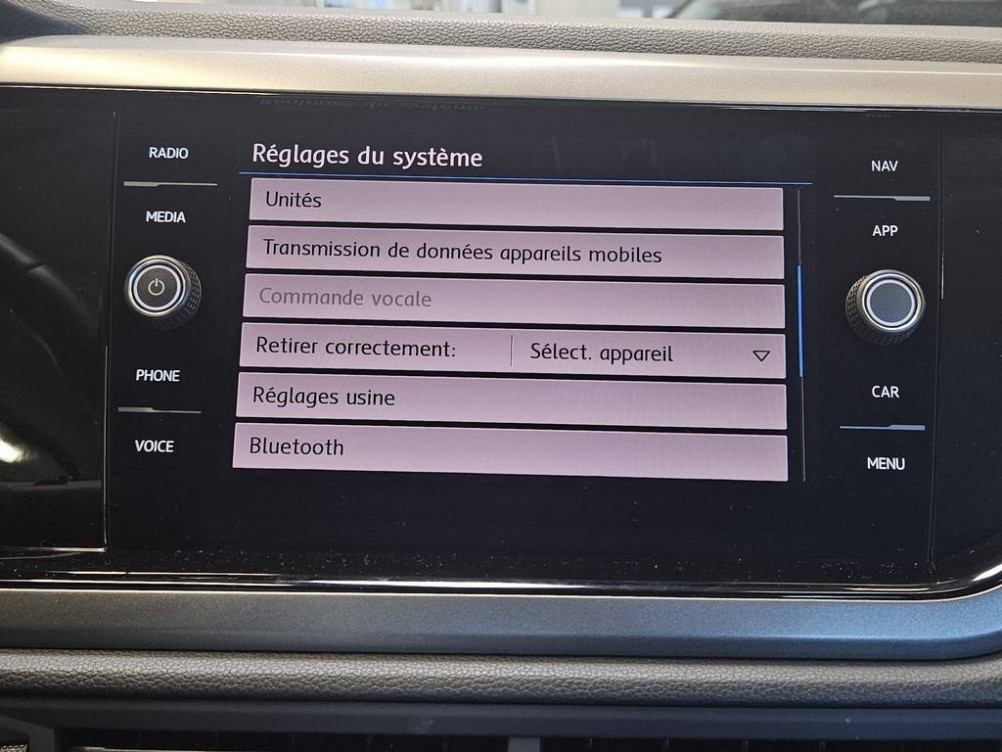 RADIO
MEDIA
PHONE
VOICE
Réglages du système
Unités
Transmission de données appareils mobiles
Commande vocale
Retirer correctement: Sélect. appareil
Réglages usine
Bluetooth
NAV
APP
CAR
MENU